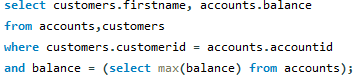 select customers.firstname, accounts.balance
from accounts,customers
where customers.customerid = accounts.accountid
and balance = (select max(balance) from accounts);